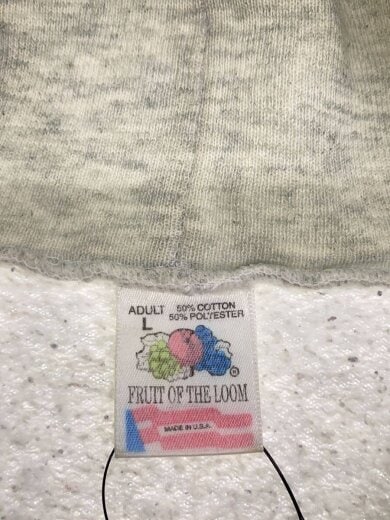 ADULT 50% COTTON
L 50% POLYESTER
®
FRUIT OF THE LOOM
MADE IN U.S.A.